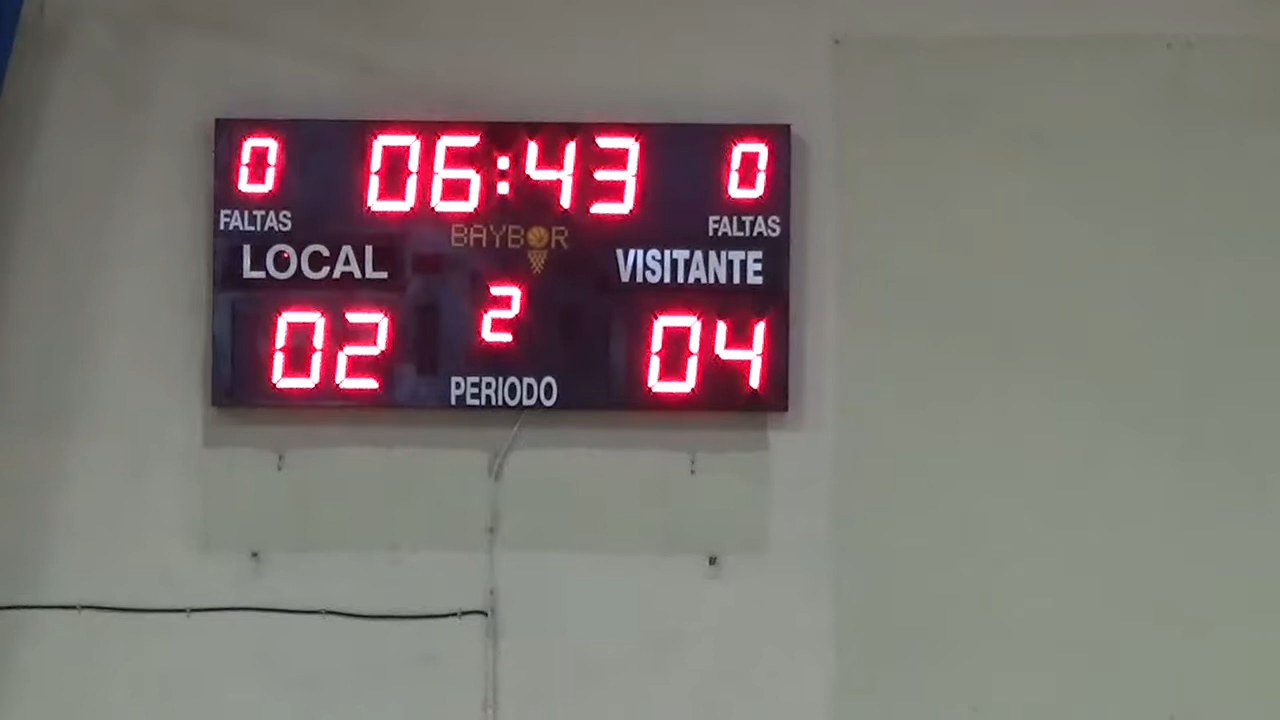 0 06:43 0
FALTAS FALTAS
BAYBOR
LOCAL VISITANTE
02 2 04
PERIODO